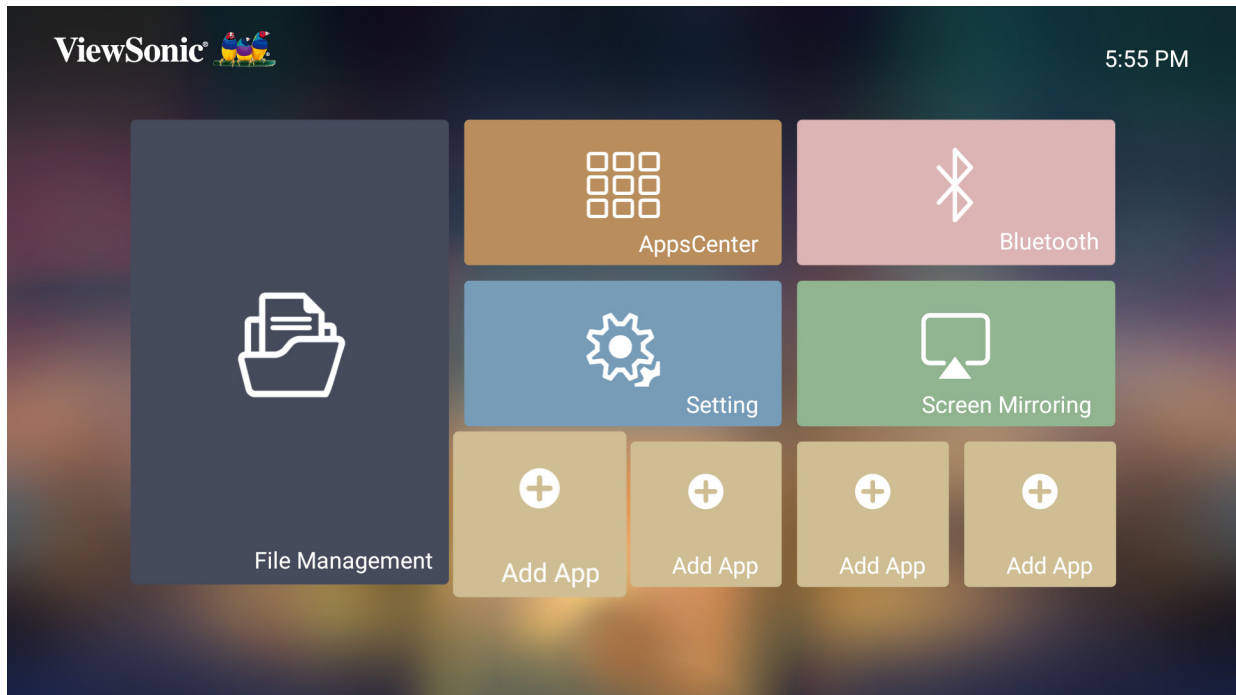 ViewSonic®
5:55 PM
AppsCenter
Bluetooth
Setting
Screen Mirroring
File Management
Add App
Add App
Add App
Add App